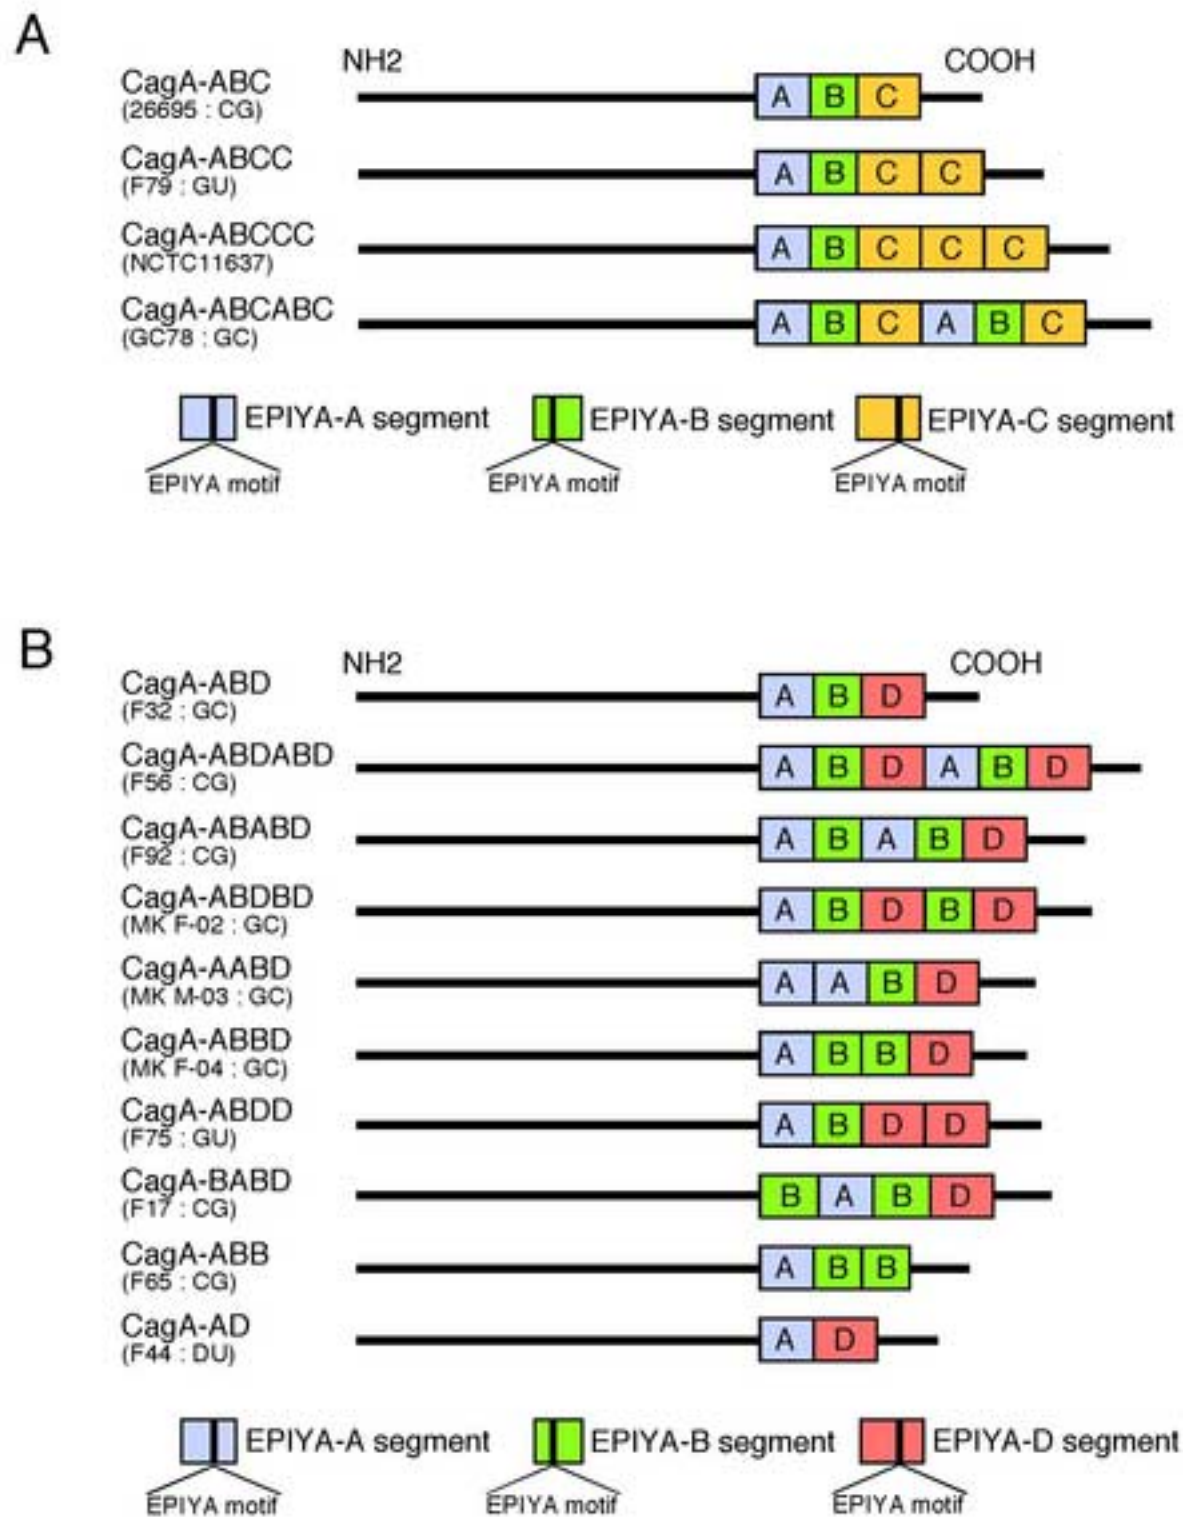 A
NH2 COOH
CagA-ABC
(26695 : CG)
A B C
CagA-ABCC
(F79 : GU)
A B C C
CagA-ABCCC
(NCTC11637)
A B C C C
CagA-ABCABC
(GC78 : GC)
A B C A B C
EPIYA-A segment EPIYA-B segment EPIYA-C segment
EPIYA motif EPIYA motif EPIYA motif
B
NH2 COOH
CagA-ABD
(F32 : GC)
A B D
CagA-ABDABD
(F56 : CG)
A B D A B D
CagA-ABABD
(F92 : CG)
A B A B D
CagA-ABDBD
(MK F-02 : GC)
A B D B D
CagA-AABD
(MK M-03 : GC)
A A B D
CagA-ABBD
(MK F-04 : GC)
A B B D
CagA-ABDD
(F75 : GU)
A B D D
CagA-BABD
(F17 : CG)
B A B D
CagA-ABB
(F65 : CG)
A B B
CagA-AD
(F44 : DU)
A D
EPIYA-A segment EPIYA-B segment EPIYA-D segment
EPIYA motif EPIYA motif EPIYA motif